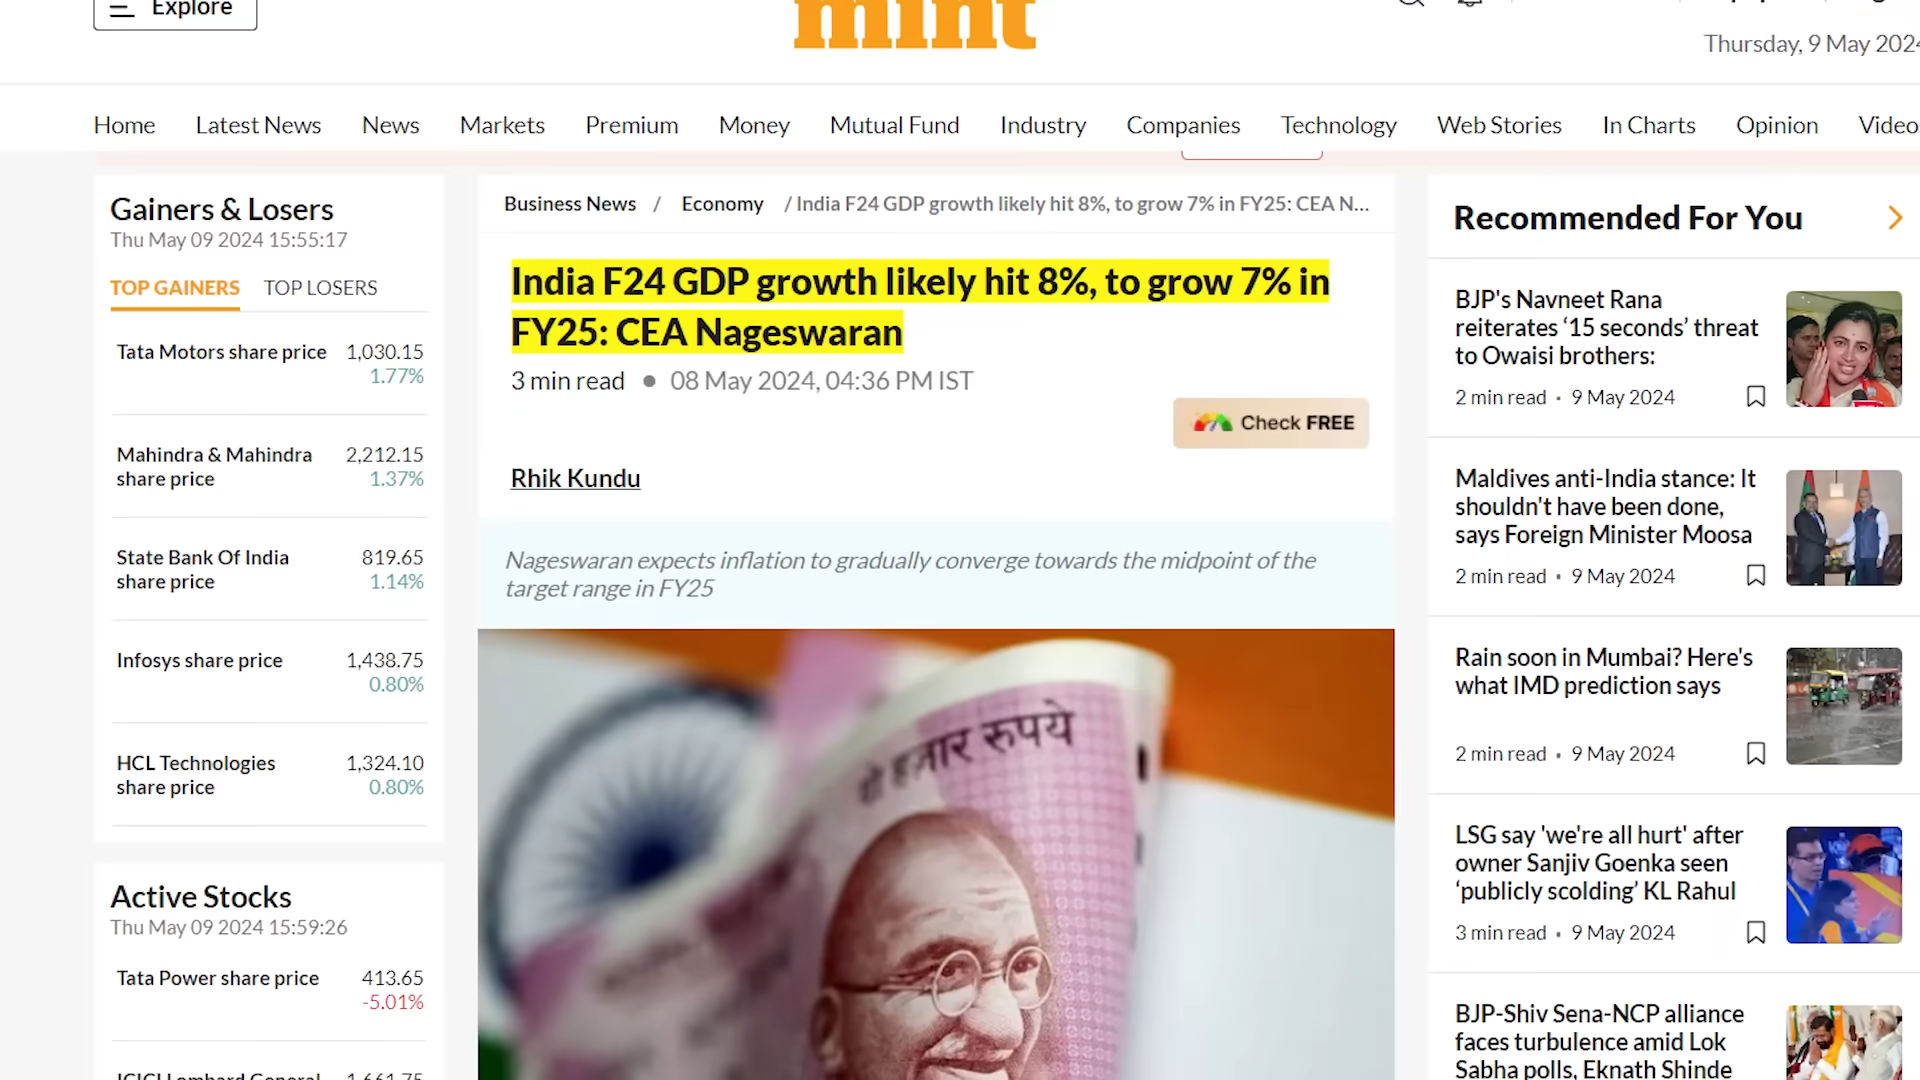 Explore
mint
Thursday, 9 May 2024
Home Latest News News Markets Premium Money Mutual Fund Industry Companies Technology Web Stories In Charts Opinion Video
Gainers & Losers
Thu May 09 2024 15:55:17
TOP GAINERS TOP LOSERS
Tata Motors share price 1,030.15
1.77%
Mahindra & Mahindra 2,212.15
share price 1.37%
State Bank Of India 819.65
share price 1.14%
Infosys share price 1,438.75
0.80%
HCL Technologies 1,324.10
share price 0.80%
Active Stocks
Thu May 09 2024 15:59:26
Tata Power share price 413.65
-5.01%
ICICI Lombard General 1,661.75
Business News / Economy / India F24 GDP growth likely hit 8%, to grow 7% in FY25: CEA N...
India F24 GDP growth likely hit 8%, to grow 7% in
FY25: CEA Nageswaran
3 min read • 08 May 2024, 04:36 PM IST
Check FREE
Rhik Kundu
Nageswaran expects inflation to gradually converge towards the midpoint of the
target range in FY25
दो हज़ार रुपये
Recommended For You
BJP's Navneet Rana
reiterates ‘15 seconds’ threat
to Owaisi brothers:
2 min read • 9 May 2024
Maldives anti-India stance: It
shouldn't have been done,
says Foreign Minister Moosa
2 min read • 9 May 2024
Rain soon in Mumbai? Here's
what IMD prediction says
2 min read • 9 May 2024
LSG say 'we're all hurt' after
owner Sanjiv Goenka seen
‘publicly scolding’ KL Rahul
3 min read • 9 May 2024
BJP-Shiv Sena-NCP alliance
faces turbulence amid Lok
Sabha polls, Eknath Shinde